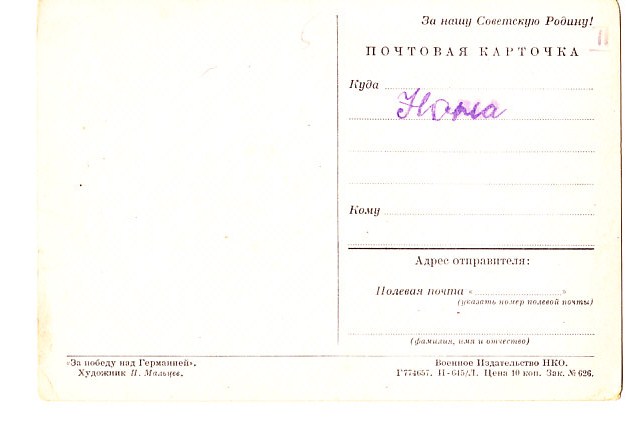 За нашу Советскую Родину!
ПОЧТОВАЯ КАРТОЧКА
Куда
Кому
Адрес отправителя:
Полевая почта « »
(указать номер полевой почты)
(фамилия, имя и отчество)
«За победу над Германией».
Художник П. Мальцев.
Военное Издательство НКО.
Г774657. И-645/Л. Цена 10 коп. Зак. № 626.